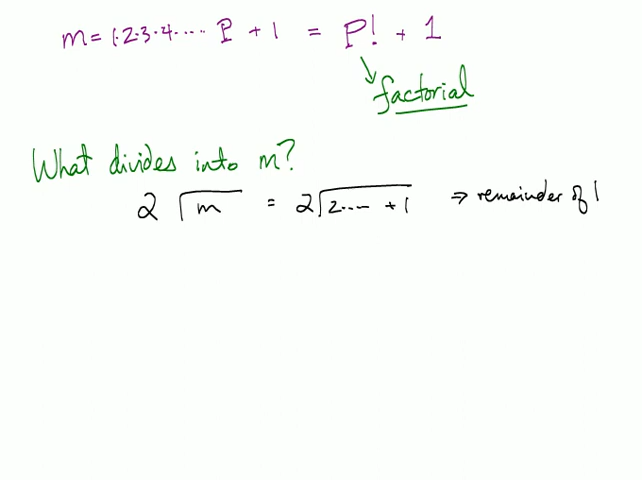 m = 1·2·3·4····· P + 1 = P! + 1
factorial
What divides into m?
2 √m = 2 √2···· + 1 ⇒ remainder of 1